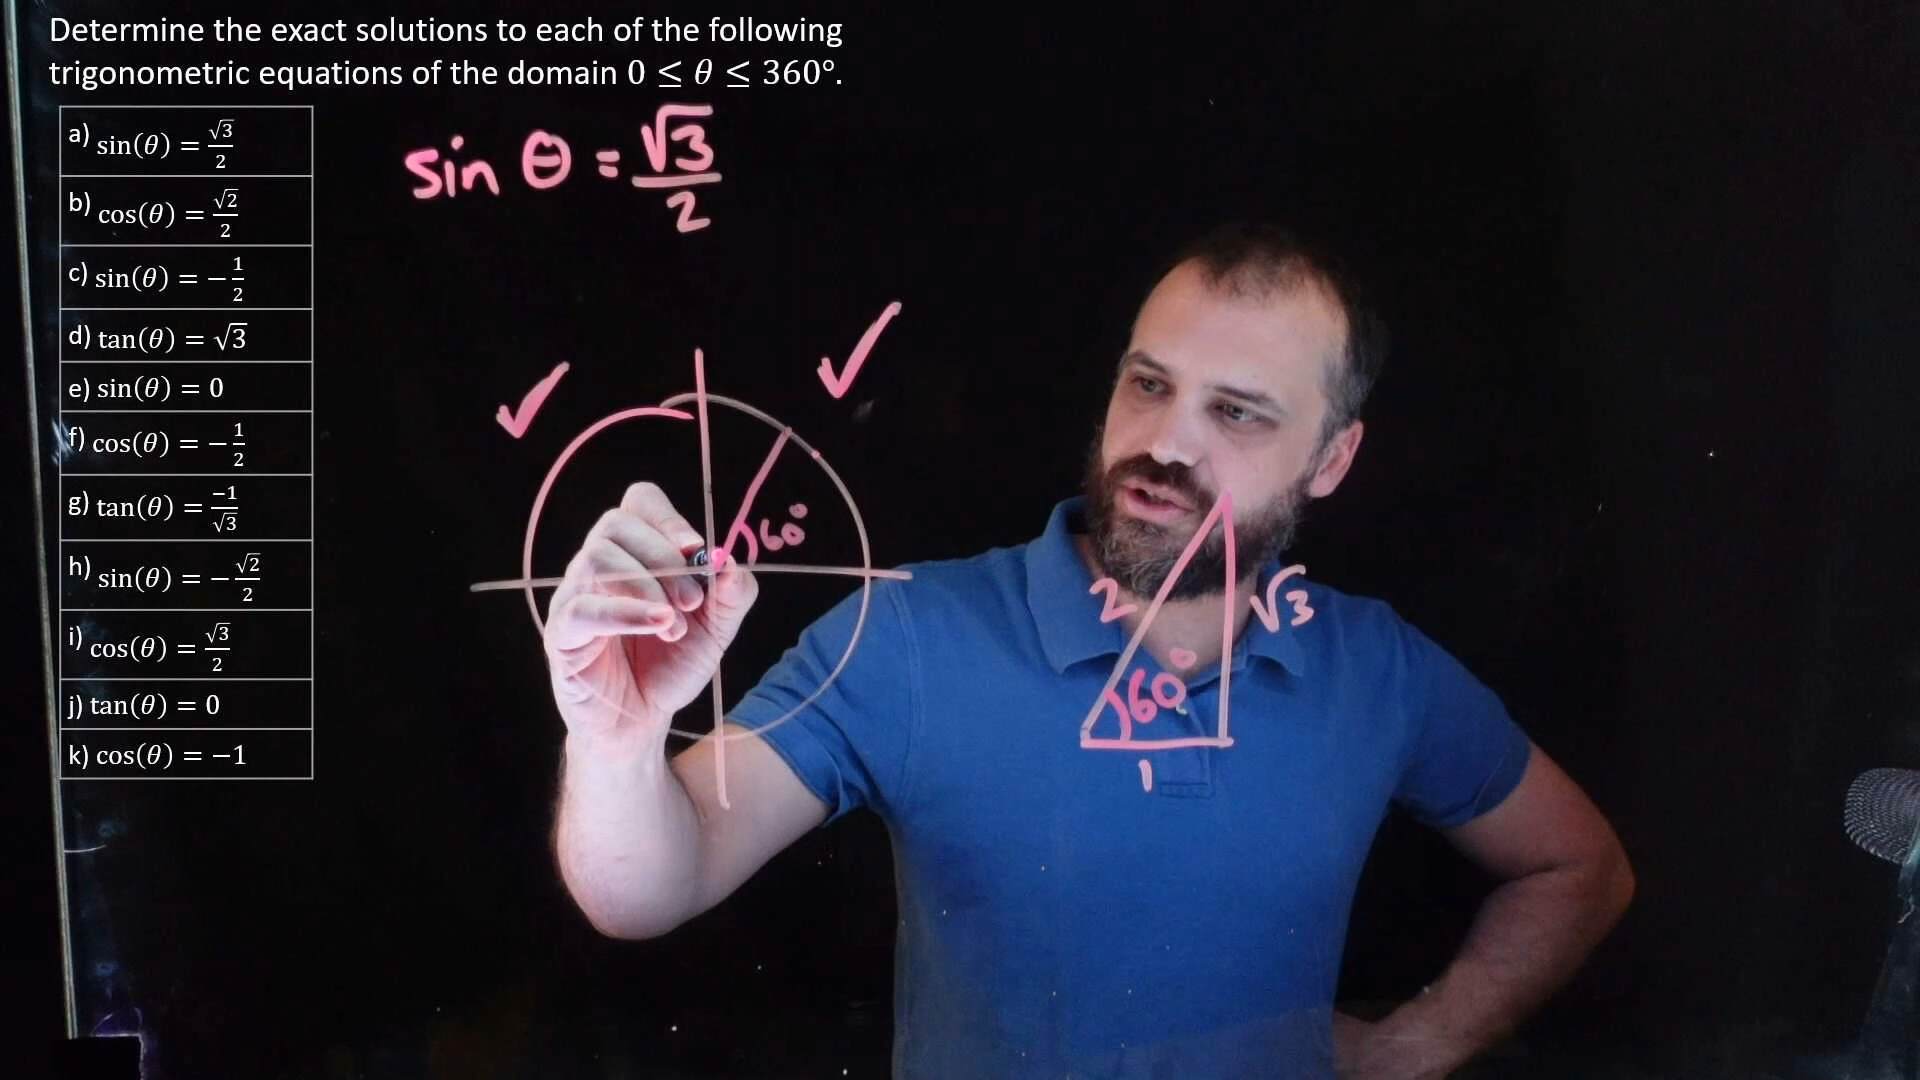 Determine the exact solutions to each of the following
trigonometric equations of the domain 0 ≤ θ ≤ 360°.
a) sin(θ) = √3/2
b) cos(θ) = √2/2
c) sin(θ) = −1/2
d) tan(θ) = √3
e) sin(θ) = 0
f) cos(θ) = −1/2
g) tan(θ) = −1/√3
h) sin(θ) = −√2/2
i) cos(θ) = √3/2
j) tan(θ) = 0
k) cos(θ) = −1
sin θ = √3/2
60°
2
√3
60°
1